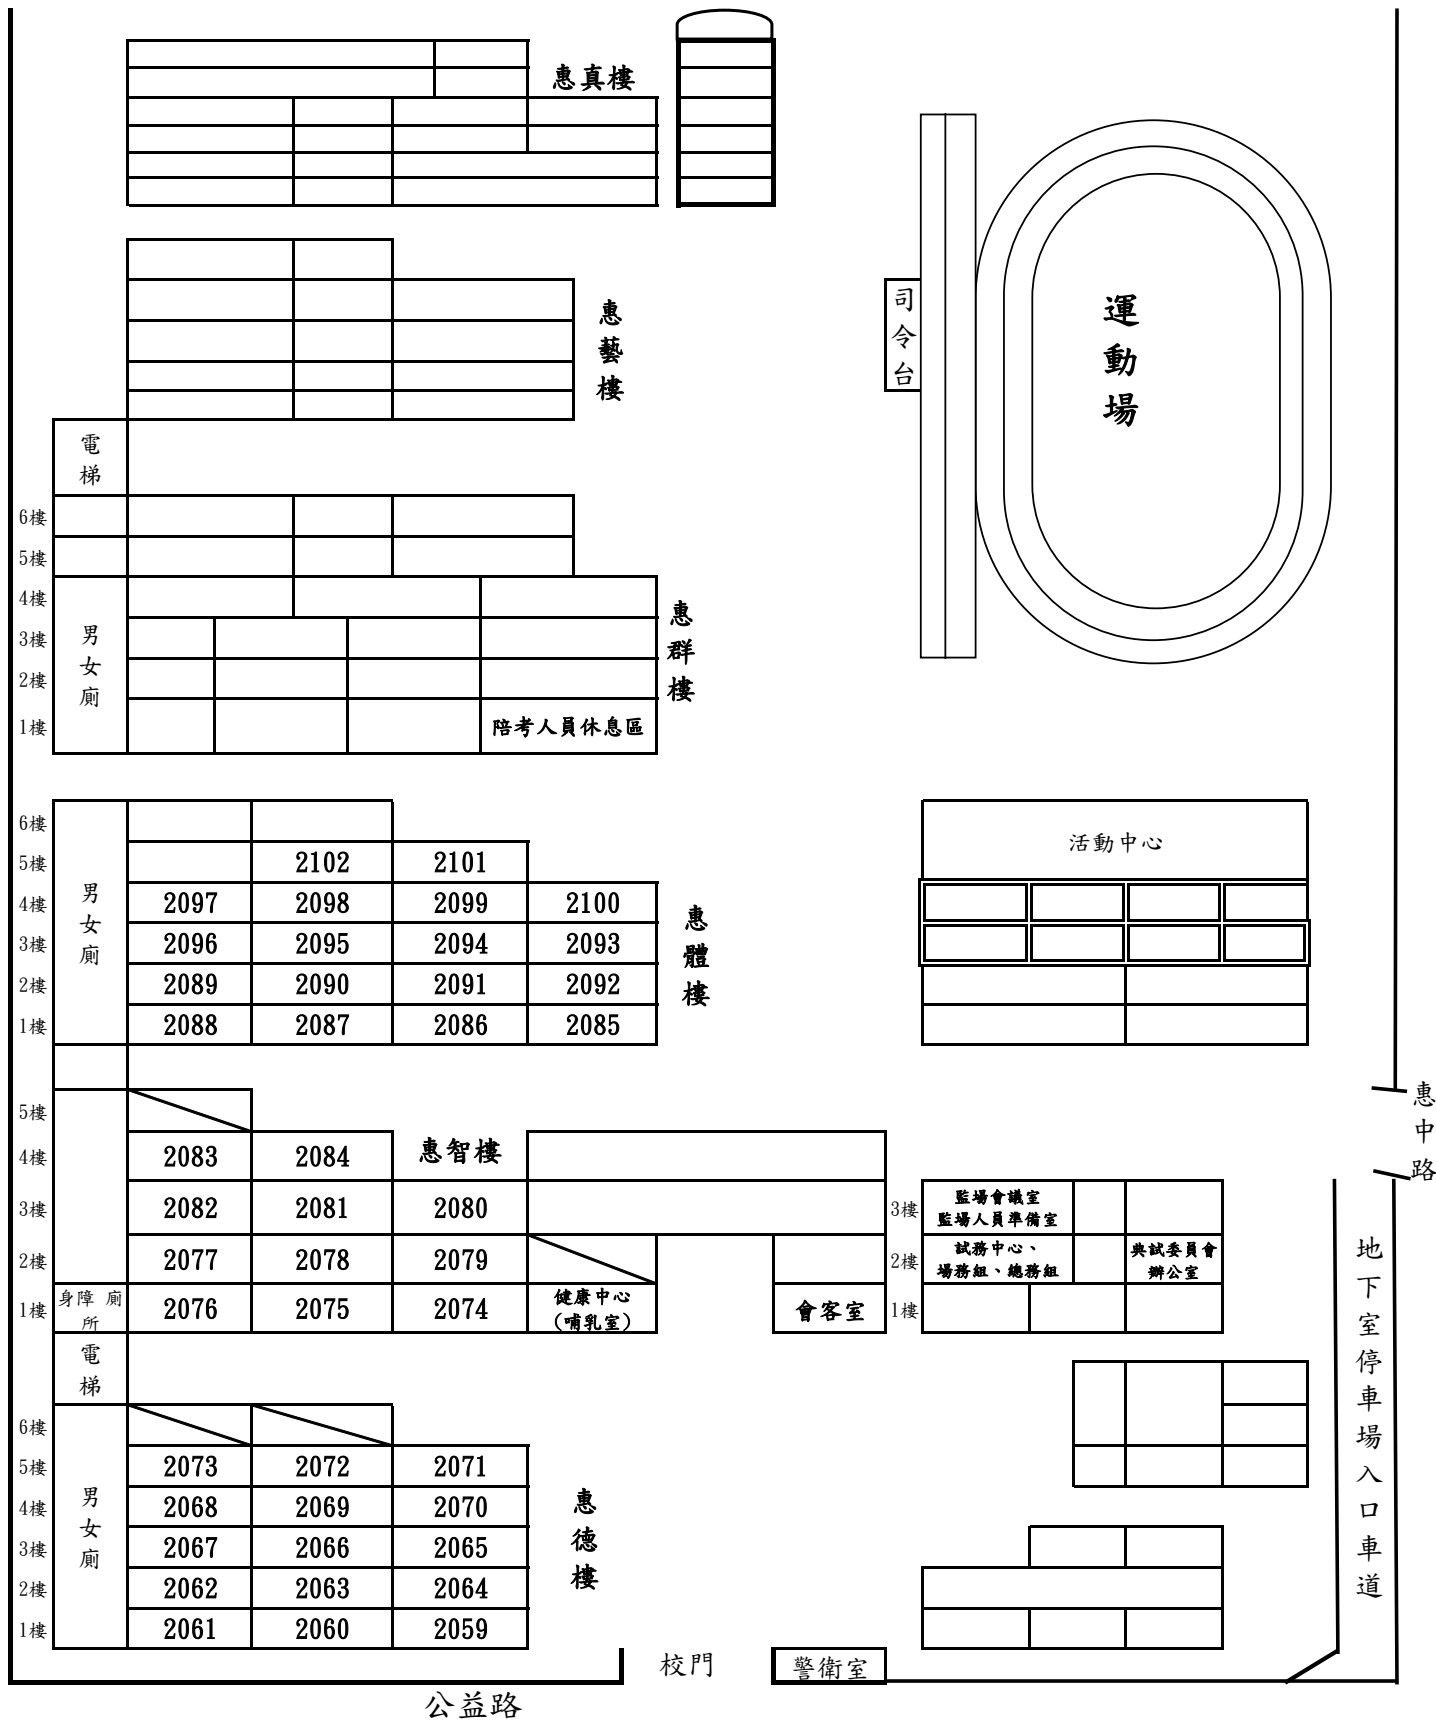 惠真樓
惠藝樓
司令台
運動場
電梯
6樓
5樓
4樓
3樓
2樓
1樓
男女廁
惠群樓
陪考人員休息區
6樓
5樓 2102 2101
4樓 2097 2098 2099 2100
3樓 2096 2095 2094 2093
2樓 2089 2090 2091 2092
1樓 2088 2087 2086 2085
男女廁
惠體樓
活動中心
惠中路
5樓
4樓 2083 2084 惠智樓
3樓 2082 2081 2080
2樓 2077 2078 2079
1樓 身障 廁所 2076 2075 2074
健康中心
(哺乳室)
會客室
3樓
監場會議室
監場人員準備室
2樓
試務中心、
場務組、總務組
典試委員會
辦公室
1樓
地下室停車場入口車道
電梯
6樓
5樓 2073 2072 2071
4樓 2068 2069 2070
3樓 2067 2066 2065
2樓 2062 2063 2064
1樓 2061 2060 2059
男女廁
惠德樓
校門
警衛室
公益路